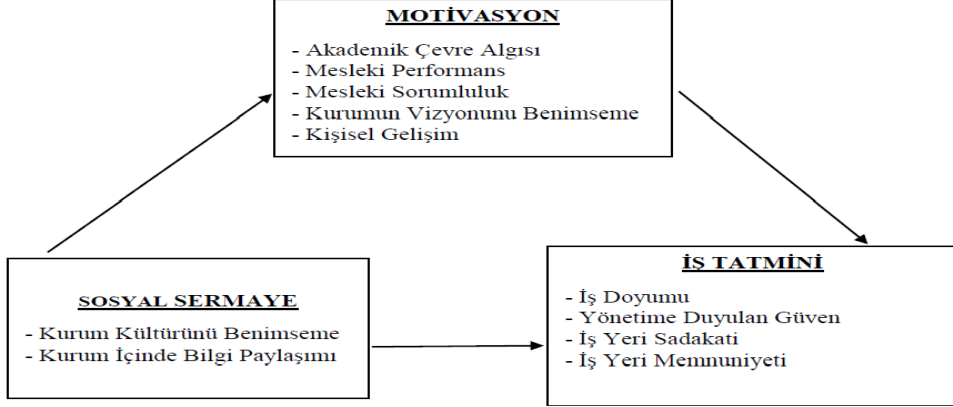 MOTİVASYON
- Akademik Çevre Algısı
- Mesleki Performans
- Mesleki Sorumluluk
- Kurumun Vizyonunu Benimseme
- Kişisel Gelişim
SOSYAL SERMAYE
- Kurum Kültürünü Benimseme
- Kurum İçinde Bilgi Paylaşımı
İŞ TATMİNİ
- İş Doyumu
- Yönetime Duyulan Güven
- İş Yeri Sadakati
- İş Yeri Memnuniyeti